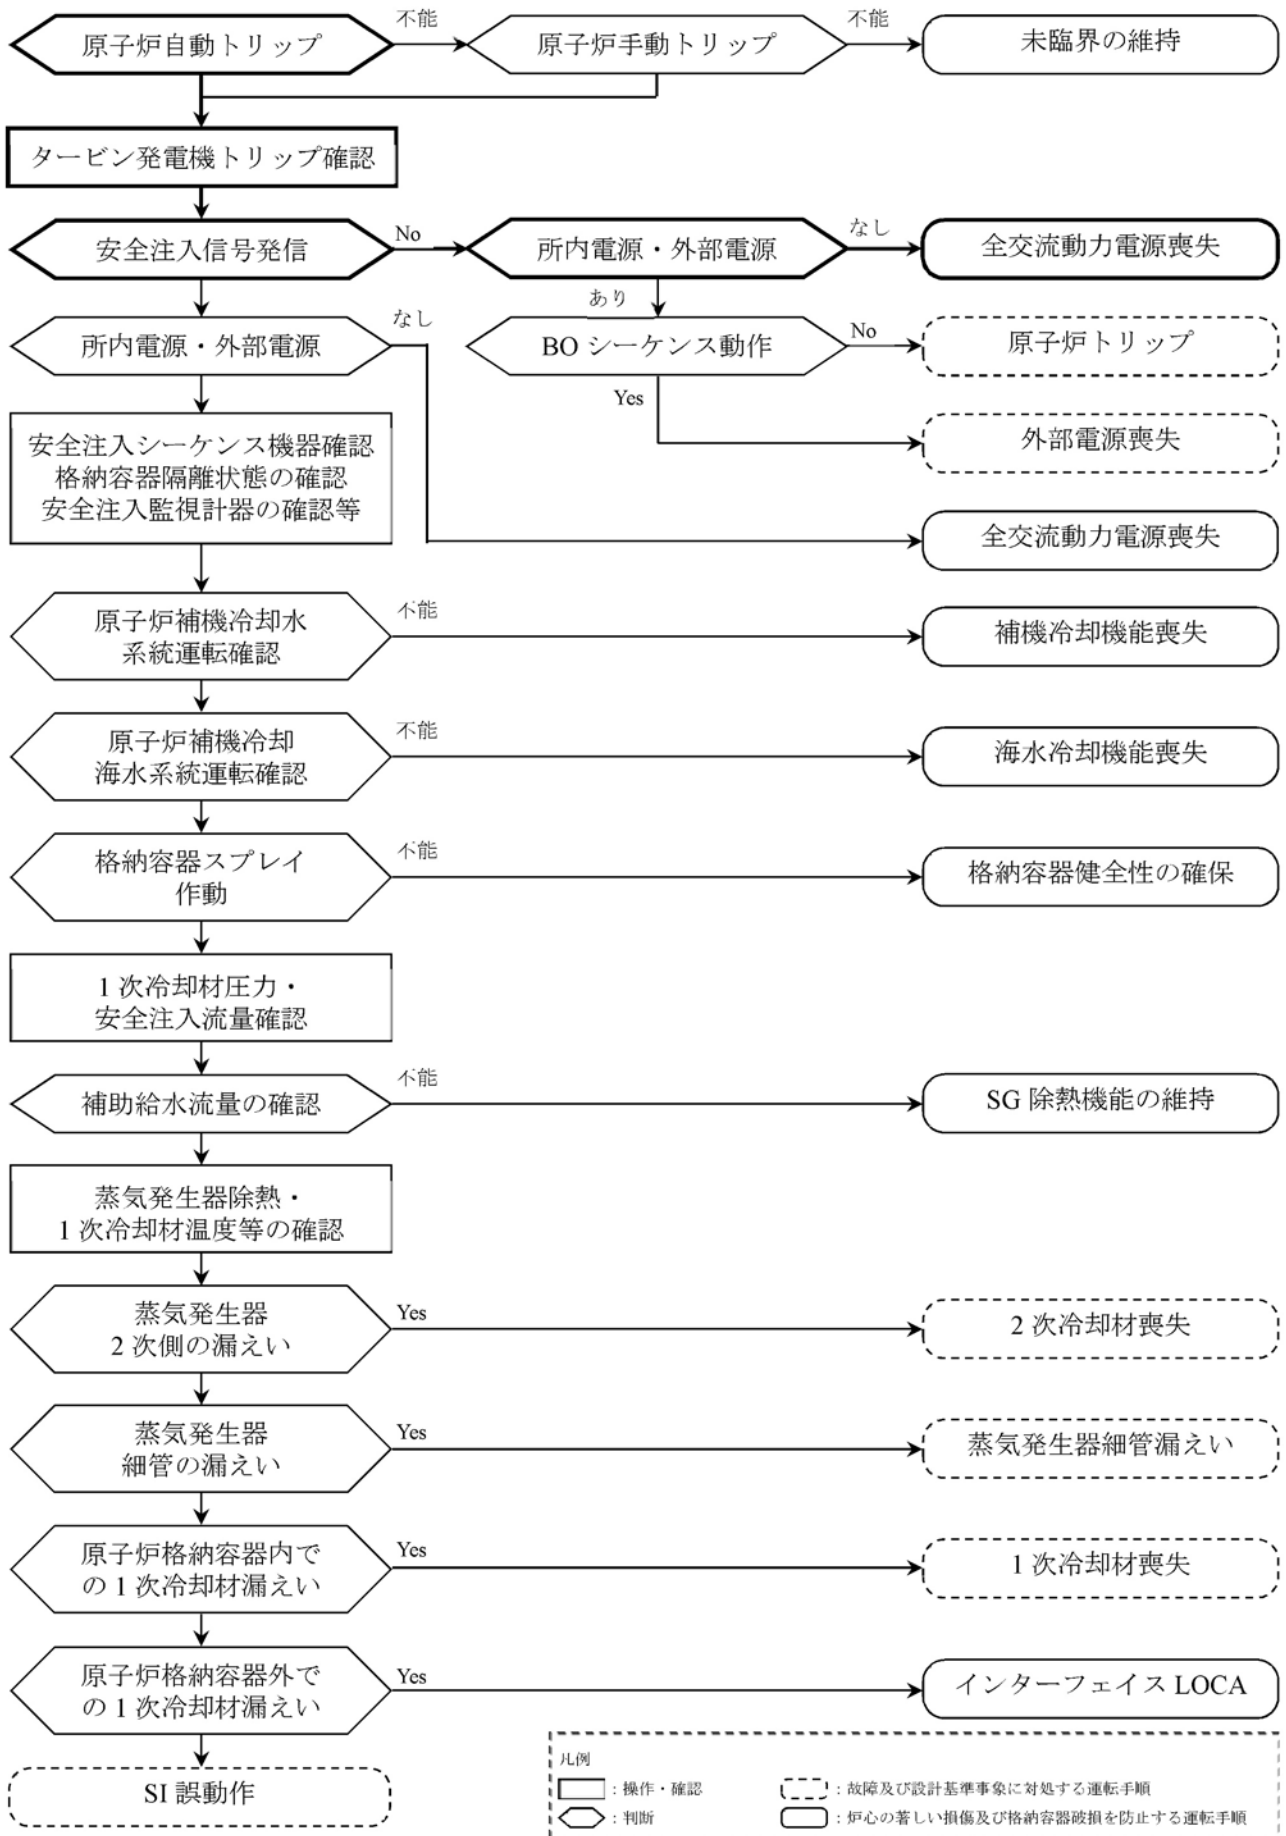 原子炉自動トリップ
不能
原子炉手動トリップ
不能
未臨界の維持
タービン発電機トリップ確認
安全注入信号発信
No
所内電源・外部電源
なし
全交流動力電源喪失
あり
所内電源・外部電源
なし
BO シーケンス動作
No
原子炉トリップ
Yes
外部電源喪失
安全注入シーケンス機器確認
格納容器隔離状態の確認
安全注入監視計器の確認等
全交流動力電源喪失
原子炉補機冷却水
系統運転確認
不能
補機冷却機能喪失
原子炉補機冷却
海水系統運転確認
不能
海水冷却機能喪失
格納容器スプレイ
作動
不能
格納容器健全性の確保
1 次冷却材圧力・
安全注入流量確認
補助給水流量の確認
不能
SG 除熱機能の維持
蒸気発生器除熱・
1 次冷却材温度等の確認
蒸気発生器
2 次側の漏えい
Yes
2 次冷却材喪失
蒸気発生器
細管の漏えい
Yes
蒸気発生器細管漏えい
原子炉格納容器内で
の 1 次冷却材漏えい
Yes
1 次冷却材喪失
原子炉格納容器外で
の 1 次冷却材漏えい
Yes
インターフェイス LOCA
SI 誤動作
凡例
：操作・確認
：故障及び設計基準事象に対処する運転手順
：判断
：炉心の著しい損傷及び格納容器破損を防止する運転手順